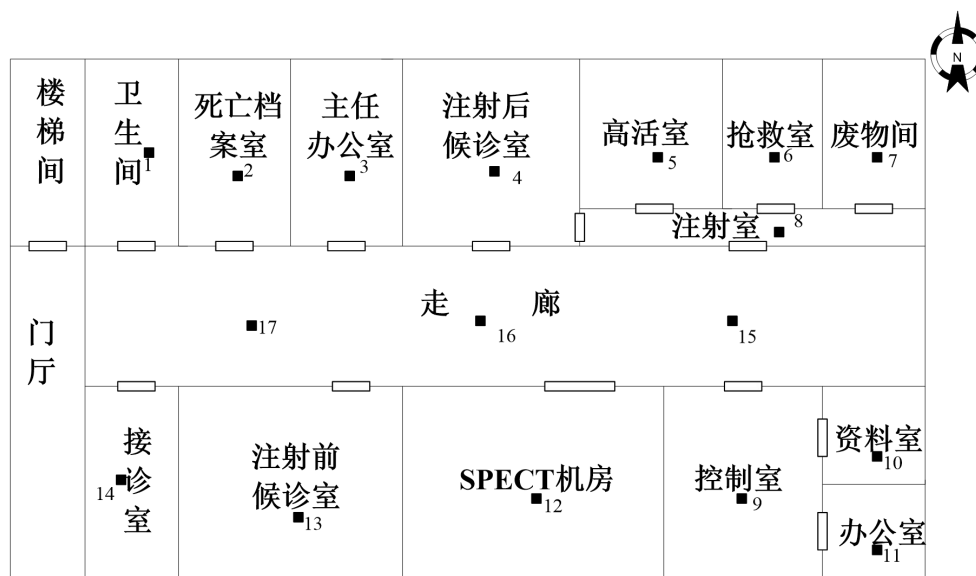 N
楼
梯
间
卫
生
间
1
死亡档
案室
2
主任
办公室
3
注射后
候诊室
4
高活室
5
抢救室
6
废物间
7
注射室
8
走 廊
17
16
15
门
厅
接
诊
室
14
注射前
候诊室
13
SPECT机房
12
控制室
9
资料室
10
办公室
11